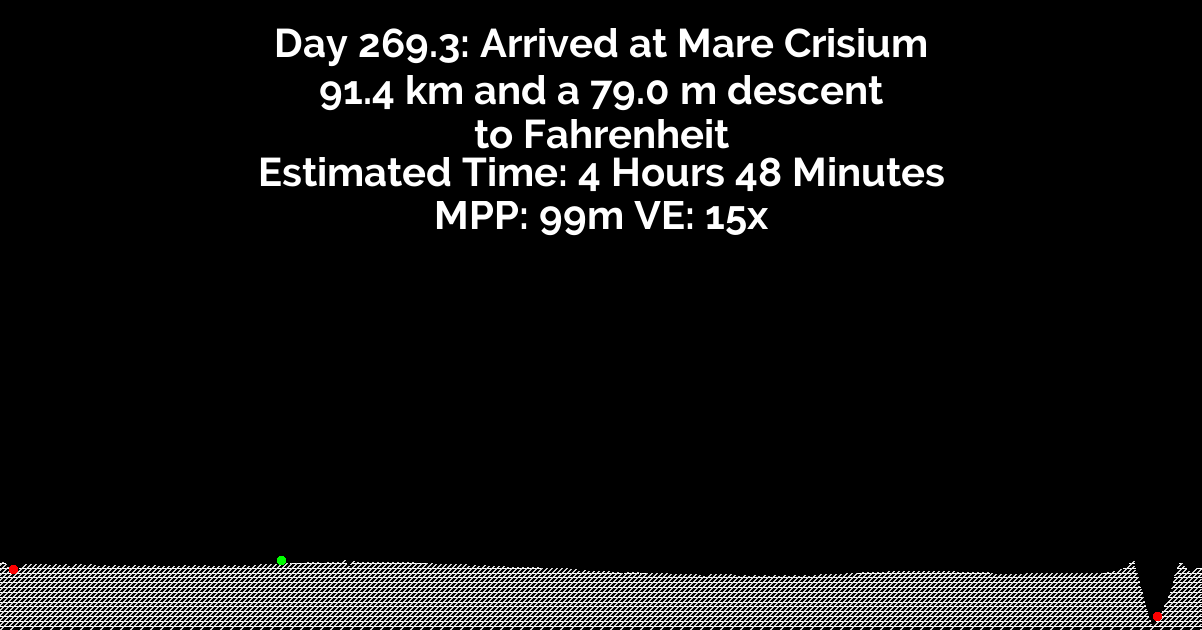 Day 269.3: Arrived at Mare Crisium
91.4 km and a 79.0 m descent
to Fahrenheit
Estimated Time: 4 Hours 48 Minutes
MPP: 99m VE: 15x